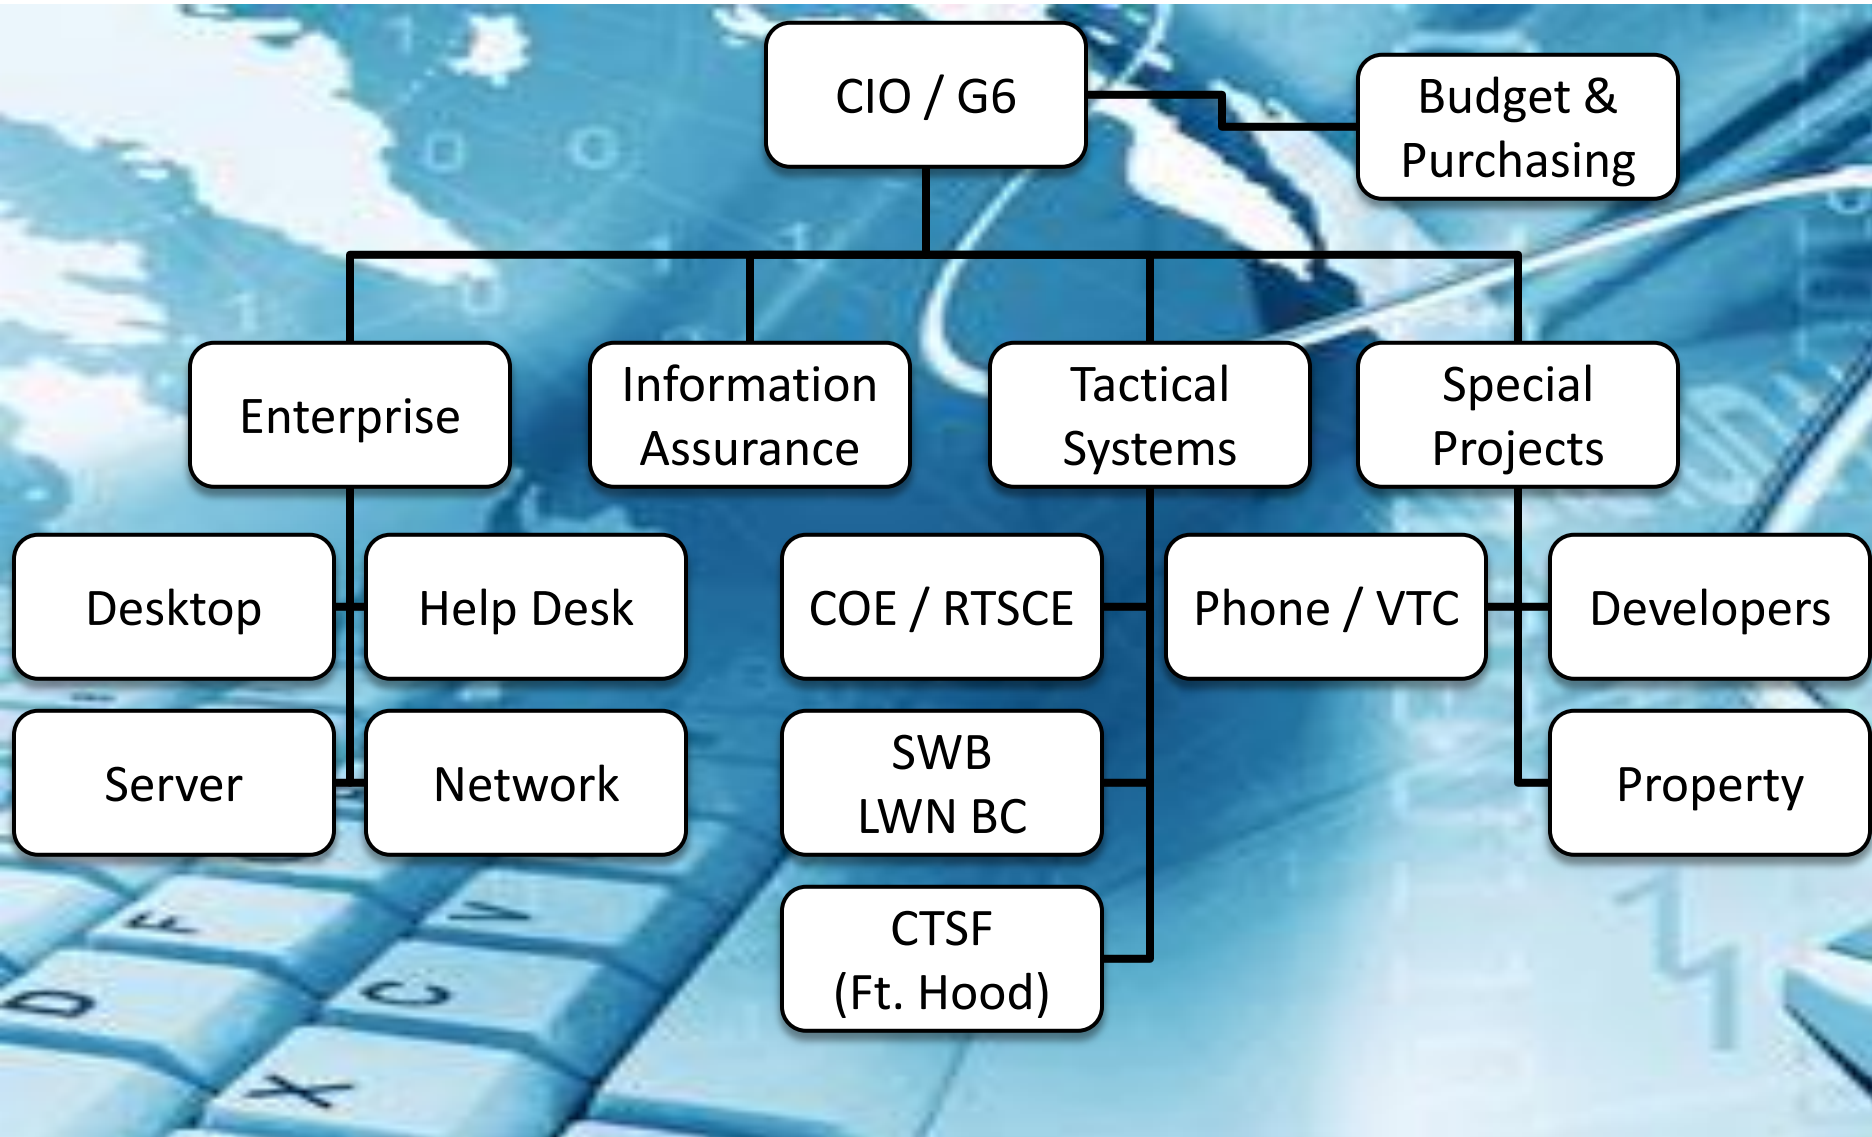 CIO / G6
Budget &
Purchasing
Enterprise
Information
Assurance
Tactical
Systems
Special
Projects
Desktop
Help Desk
COE / RTSCE
Phone / VTC
Developers
Server
Network
SWB
LWN BC
Property
CTSF
(Ft. Hood)
F
V
D
C
X